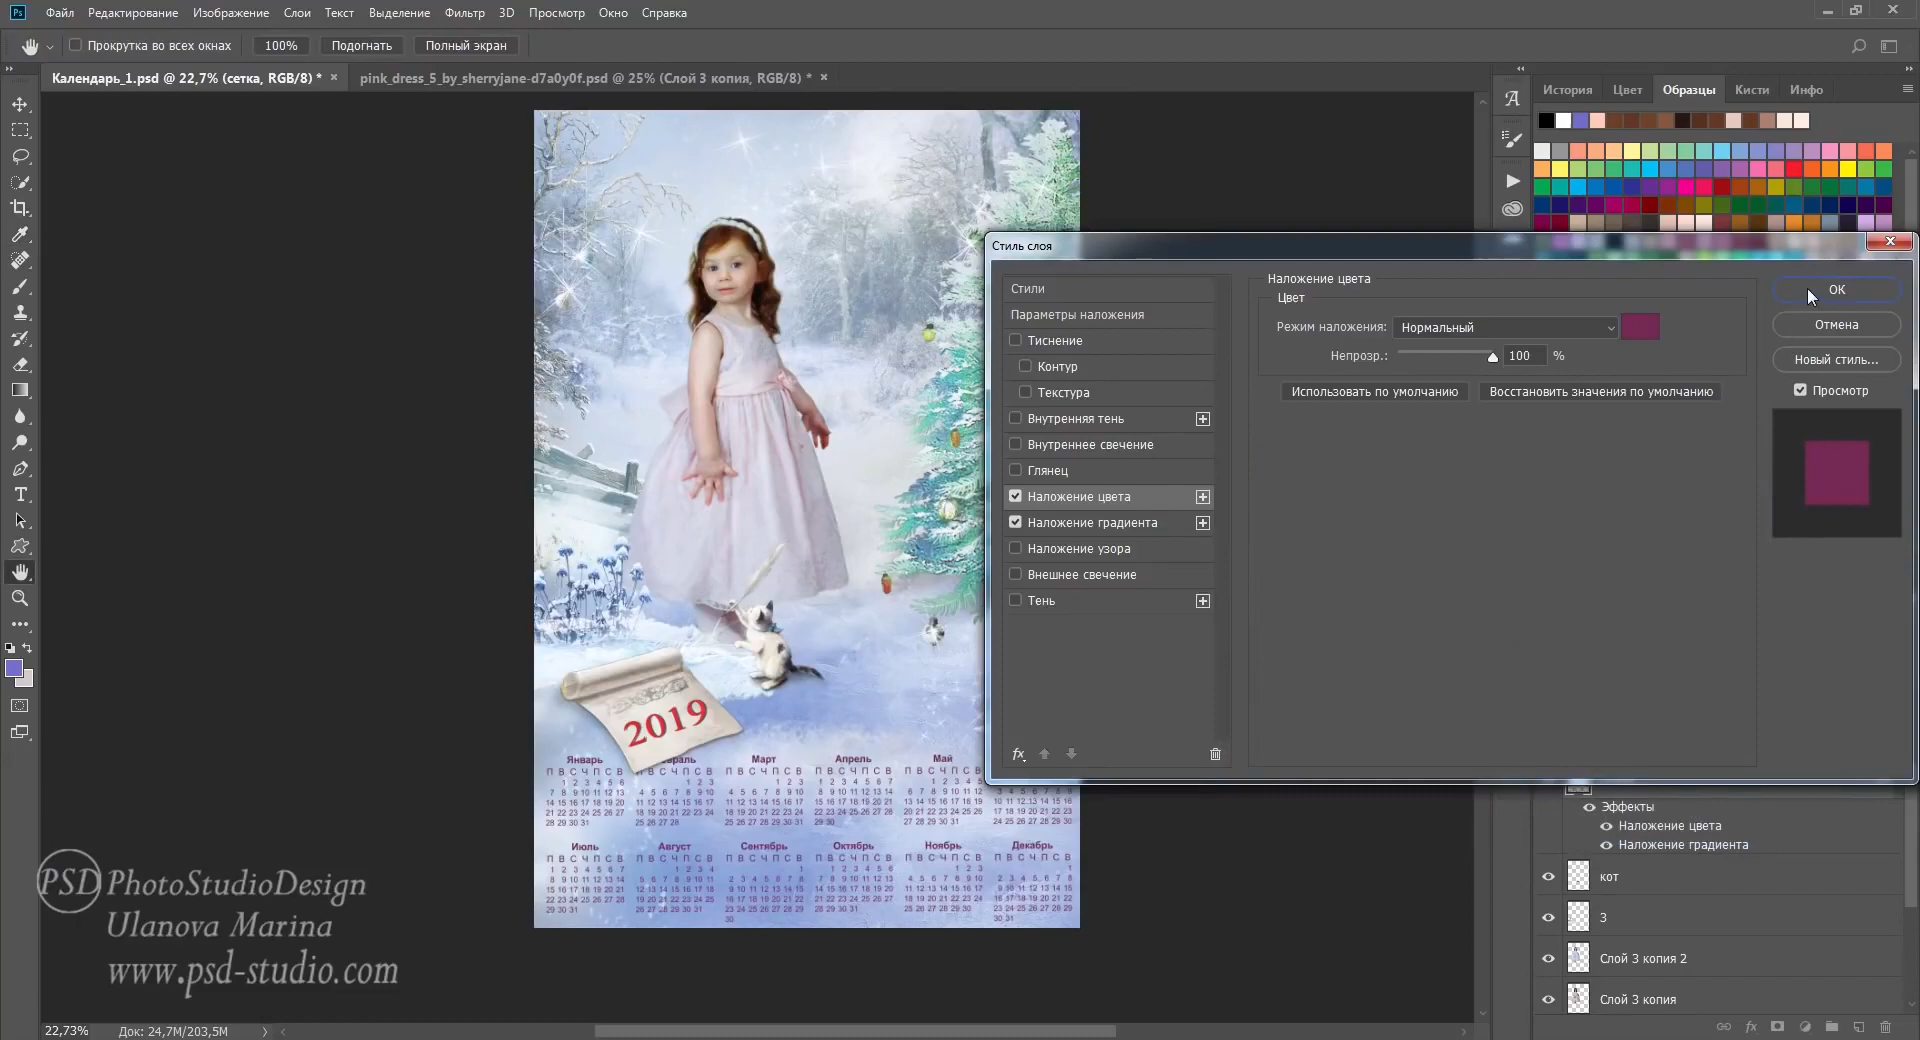 Ps Файл Редактирование Изображение Слои Текст Выделение Фильтр 3D Просмотр Окно Справка
Прокрутка во всех окнах 100% Подогнать Полный экран
Календарь_1.psd @ 22,7% (сетка, RGB/8) * × pink_dress_5_by_sherryjane-d7a0y0f.psd @ 25% (Слой 3 копия, RGB/8) * ×
История Цвет Образцы Кисти Инфо
Стиль слоя
Стили
Параметры наложения
Тиснение
Контур
Текстура
Внутренняя тень
Внутреннее свечение
Глянец
Наложение цвета
Наложение градиента
Наложение узора
Внешнее свечение
Тень
fx
Наложение цвета
Цвет
Режим наложения: Нормальный
Непрозр.: 100 %
Использовать по умолчанию Восстановить значения по умолчанию
ОК
Отмена
Новый стиль...
Просмотр
2019
Январь Март Апрель Май
П В С Ч П С В
Июль Август Сентябрь Октябрь Ноябрь Декабрь
П В С Ч П С В П В С Ч П С В П В С Ч П С В П В С Ч П С В П В С Ч П С В П В С Ч П С В
Эффекты
Наложение цвета
Наложение градиента
кот
3
Слой 3 копия 2
Слой 3 копия
fx
PSD PhotoStudioDesign
Ulanova Marina
www.psd-studio.com
22,73% Док: 24,7M/203,5M